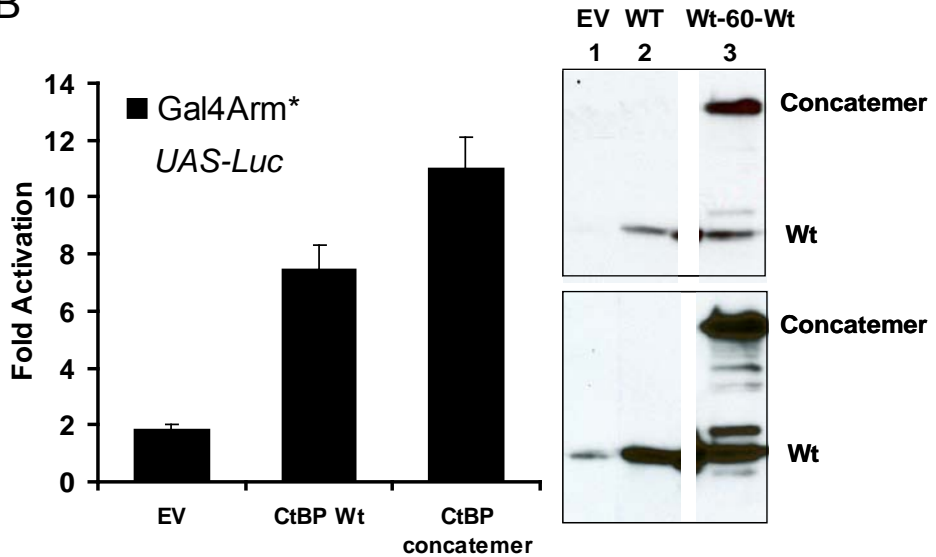 B
14
12
10
8
6
4
2
0
Fold Activation
Gal4Arm*
UAS-Luc
EV
CtBP Wt
CtBP
concatemer
EV WT Wt-60-Wt
1 2 3
Concatemer
Wt
Concatemer
Wt